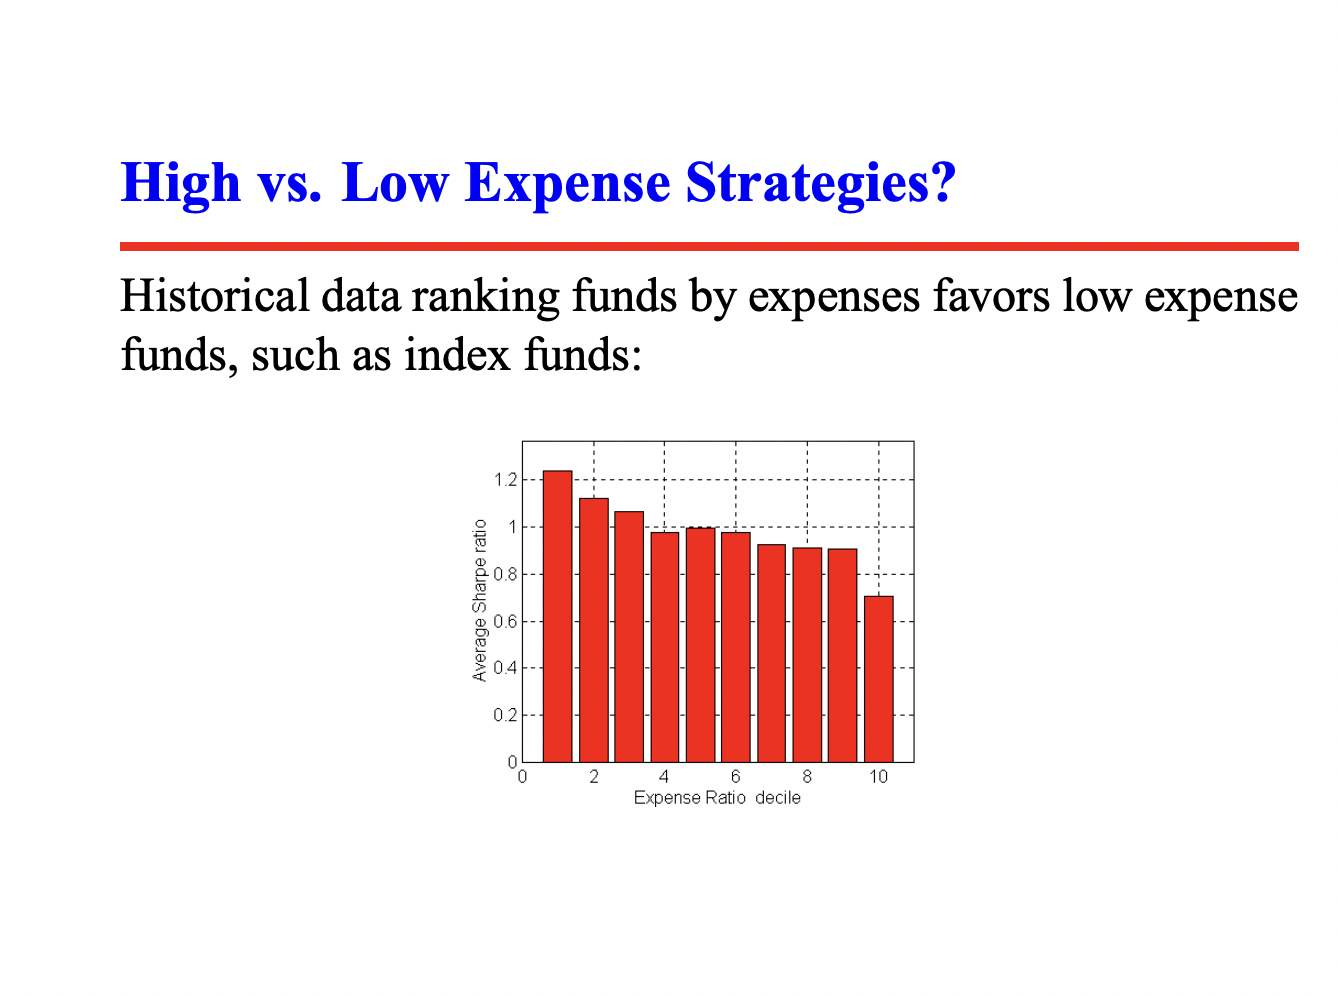 High vs. Low Expense Strategies?
Historical data ranking funds by expenses favors low expense
funds, such as index funds:
Average Sharpe ratio
1.2
1
0.8
0.6
0.4
0.2
0
0 2 4 6 8 10
Expense Ratio decile